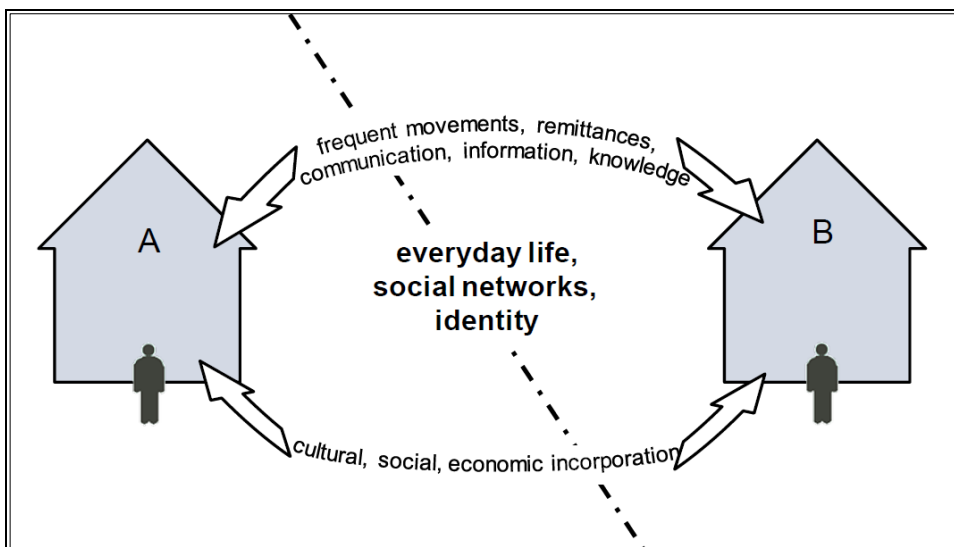 frequent movements, remittances,
communication, information, knowledge
A
B
everyday life,
social networks,
identity
cultural, social, economic incorporation